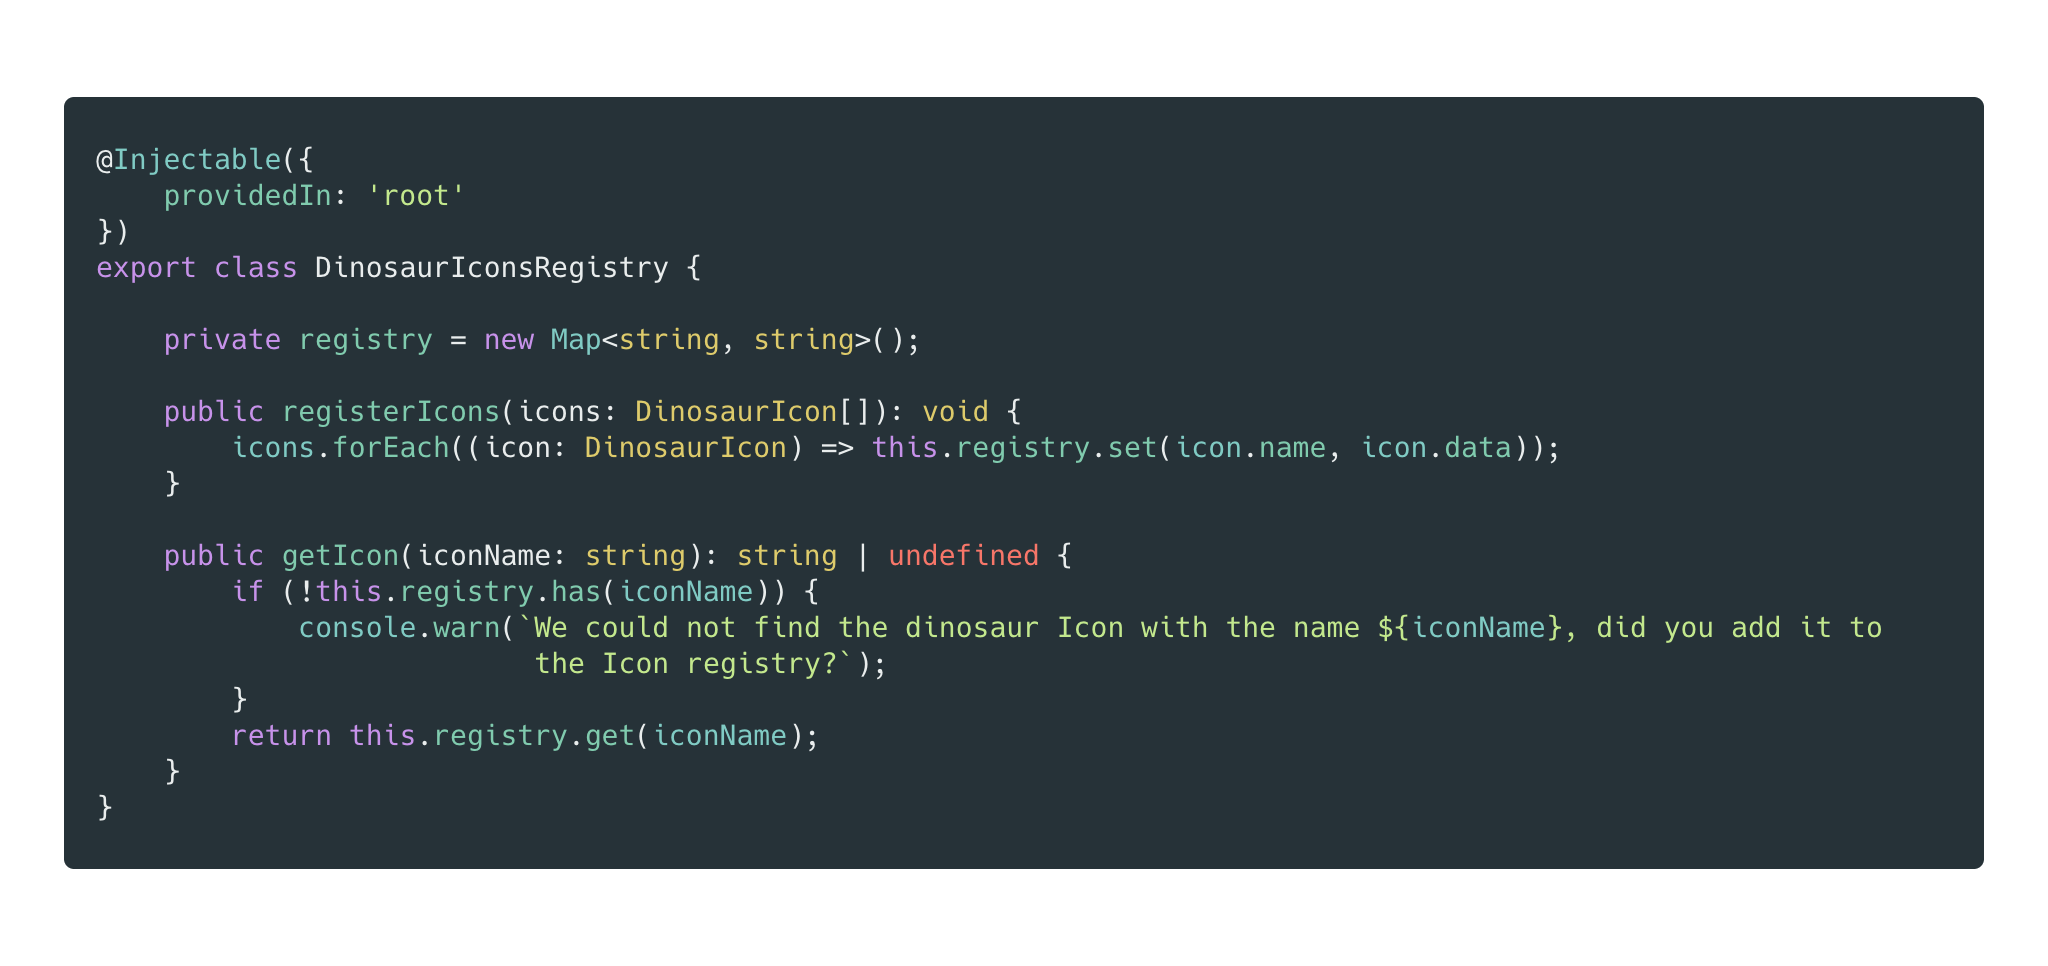 @Injectable({
    providedIn: 'root'
})
export class DinosaurIconsRegistry {

    private registry = new Map<string, string>();

    public registerIcons(icons: DinosaurIcon[]): void {
        icons.forEach((icon: DinosaurIcon) => this.registry.set(icon.name, icon.data));
    }

    public getIcon(iconName: string): string | undefined {
        if (!this.registry.has(iconName)) {
            console.warn(`We could not find the dinosaur Icon with the name ${iconName}, did you add it to
                          the Icon registry?`);
        }
        return this.registry.get(iconName);
    }
}